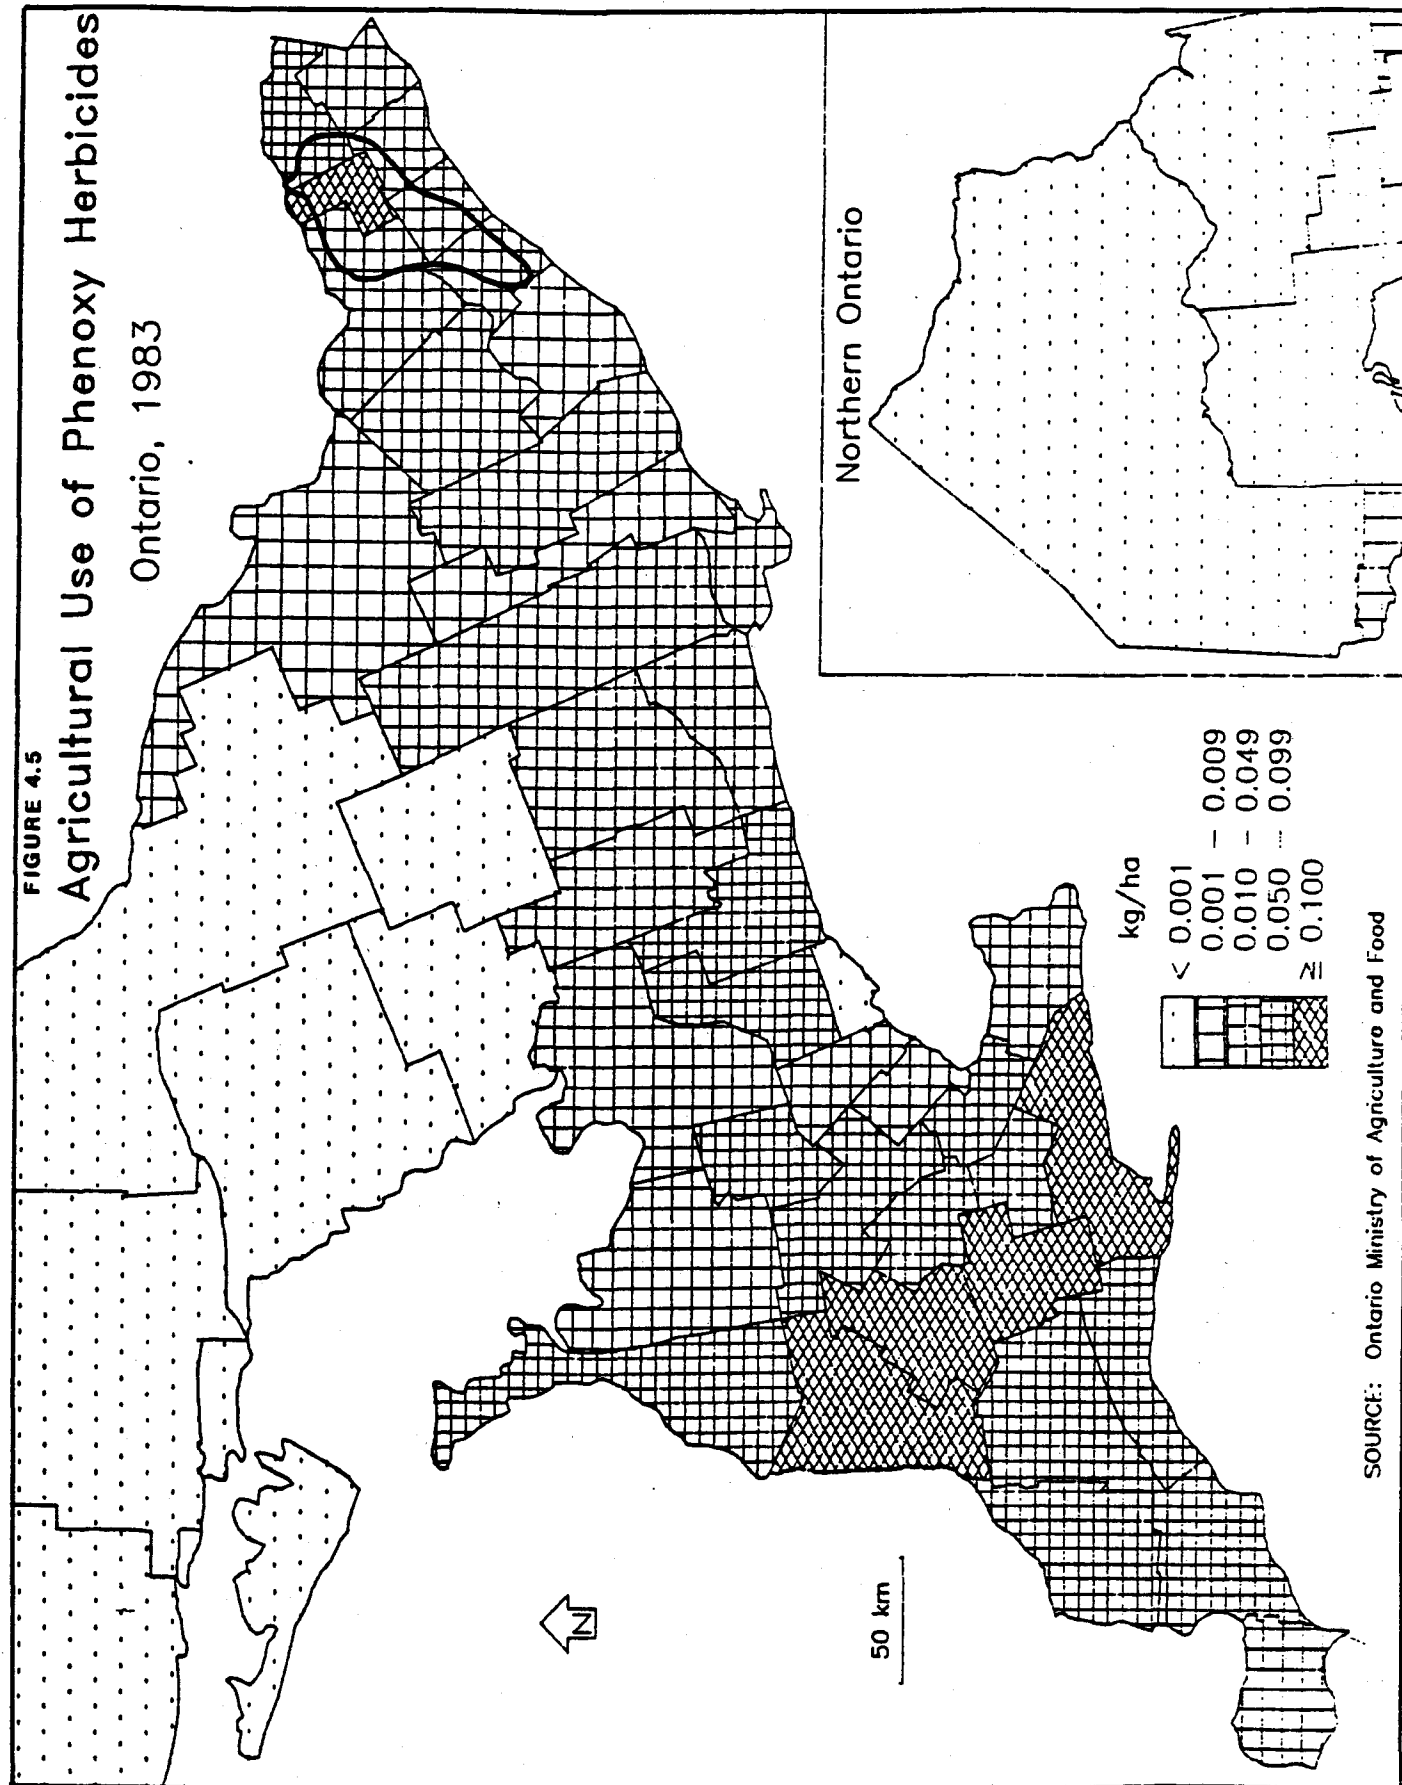 FIGURE 4.5
Agricultural Use of Phenoxy Herbicides
Ontario, 1983
Northern Ontario
N
50 km
kg/ha
< 0.001
0.001 – 0.009
0.010 - 0.049
0.050 - 0.099
≥ 0.100
SOURCE: Ontario Ministry of Agriculture and Food